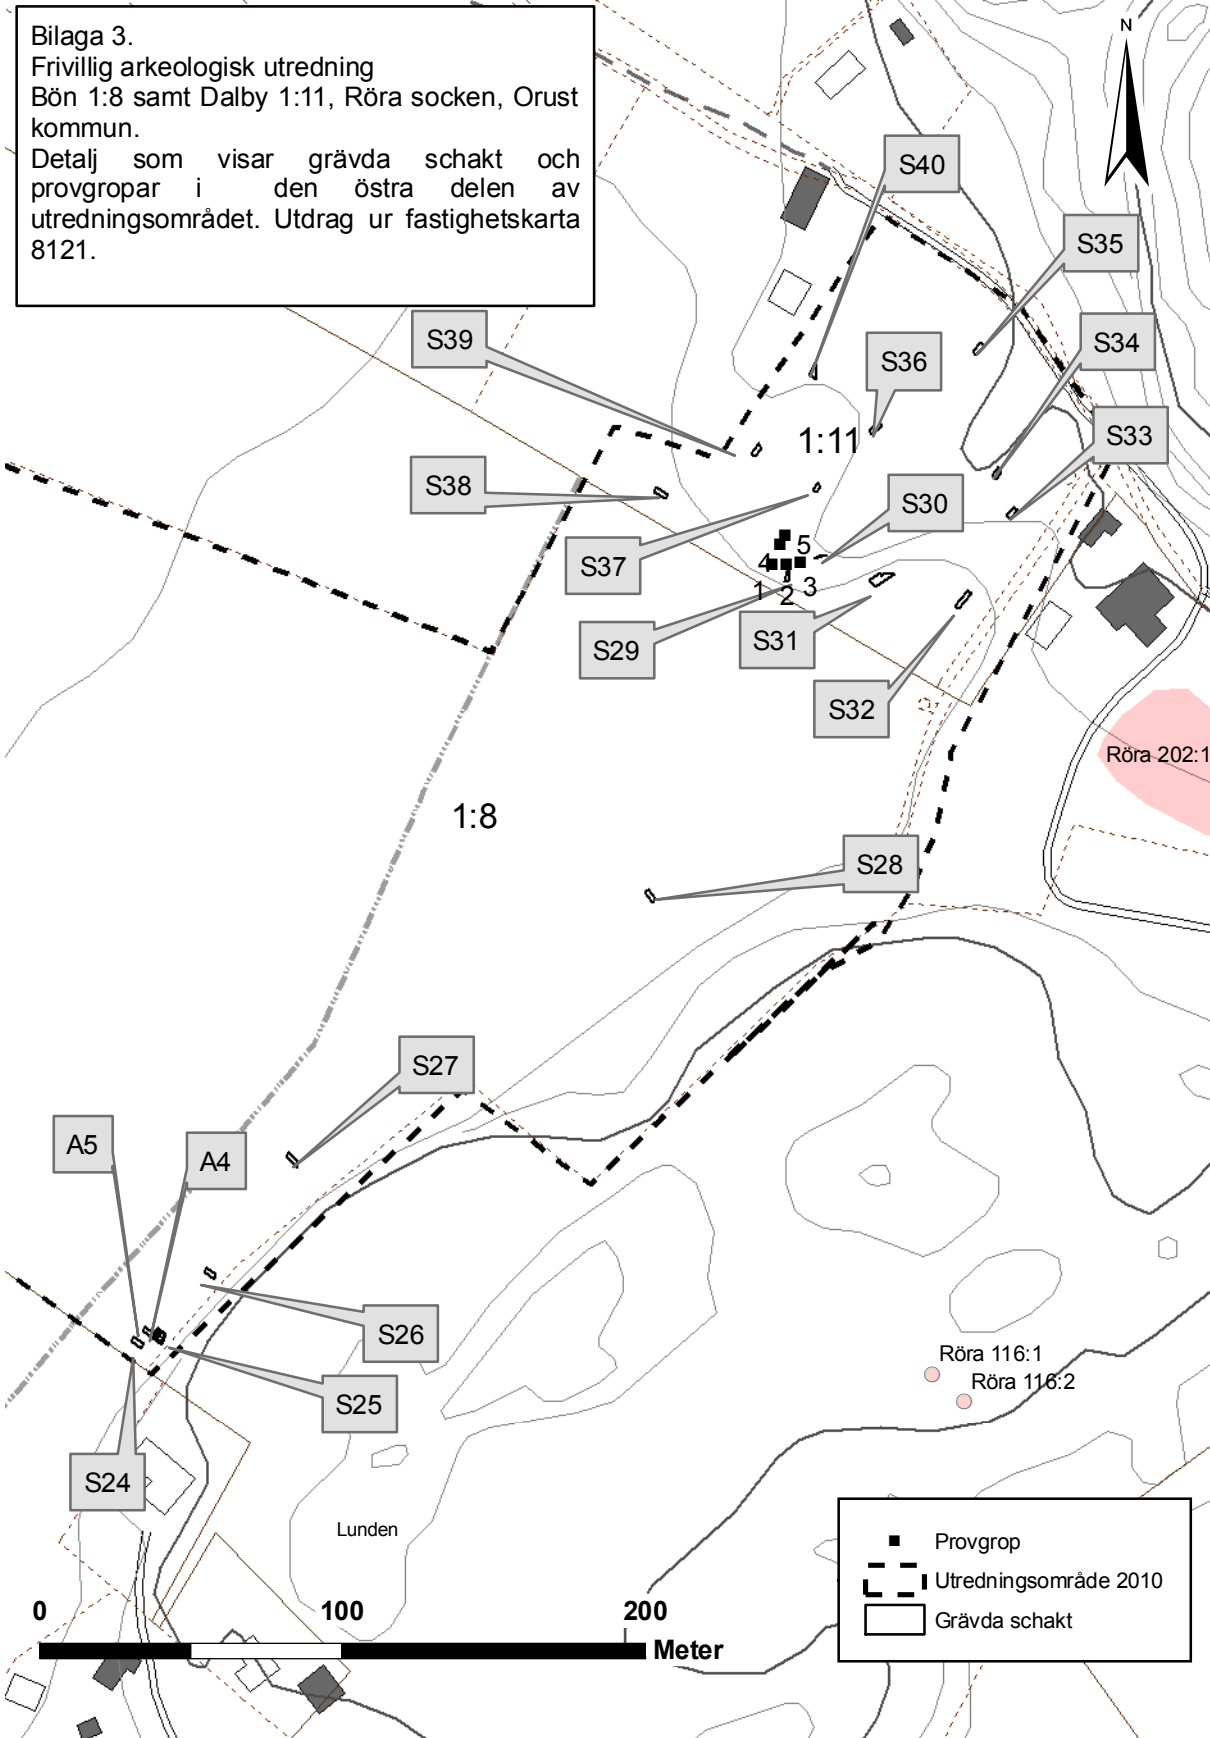 Bilaga 3.
Frivillig arkeologisk utredning
Bön 1:8 samt Dalby 1:11, Röra socken, Orust
kommun.
Detalj som visar grävda schakt och
provgropar i den östra delen av
utredningsområdet. Utdrag ur fastighetskarta
8121.
N
S40
S35
S39
S36
S34
1:11
S33
S38
S30
S37
5
4
1
2
3
S29
S31
S32
Röra 202:1
1:8
S28
S27
A5
A4
S26
Röra 116:1
Röra 116:2
S25
S24
Lunden
Provgrop
Utredningsområde 2010
Grävda schakt
0
100
200
Meter